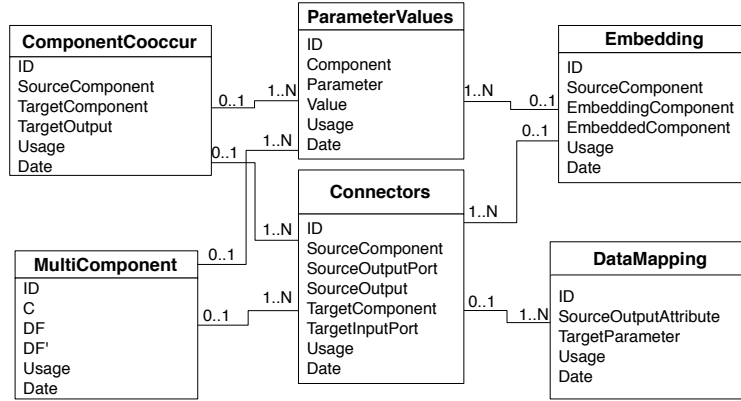 ComponentCooccur
ID
SourceComponent
TargetComponent
TargetOutput
Usage
Date
ParameterValues
ID
Component
Parameter
Value
Usage
Date
Embedding
ID
SourceComponent
EmbeddingComponent
EmbeddedComponent
Usage
Date
0..1
1..N
1..N
0..1
0..1
1..N
0..1
Connectors
ID
SourceComponent
SourceOutputPort
SourceOutput
TargetComponent
TargetInputPort
Usage
Date
1..N
1..N
0..1
MultiComponent
ID
C
DF
DF'
Usage
Date
0..1
1..N
0..1
1..N
DataMapping
ID
SourceOutputAttribute
TargetParameter
Usage
Date